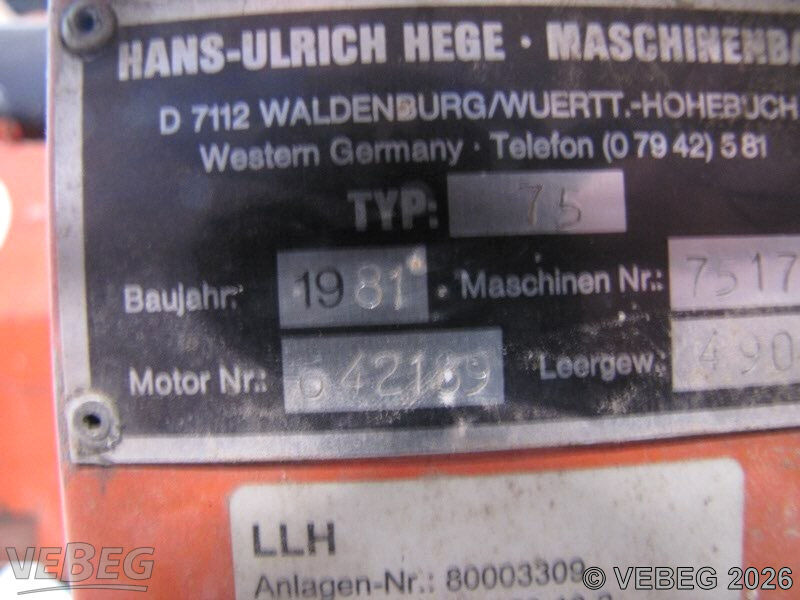 HANS-ULRICH HEGE · MASCHINENBA
D 7112 WALDENBURG/WUERTT.-HOHEBUCH
Western Germany · Telefon (0 79 42) 5 81
TYP: 75
Baujahr: 1981 · Maschinen Nr.: 7517
Motor Nr.: 642189 Leergew. 490
LLH
Anlagen-Nr.: 80003309
VEBEG
© VEBEG 2026